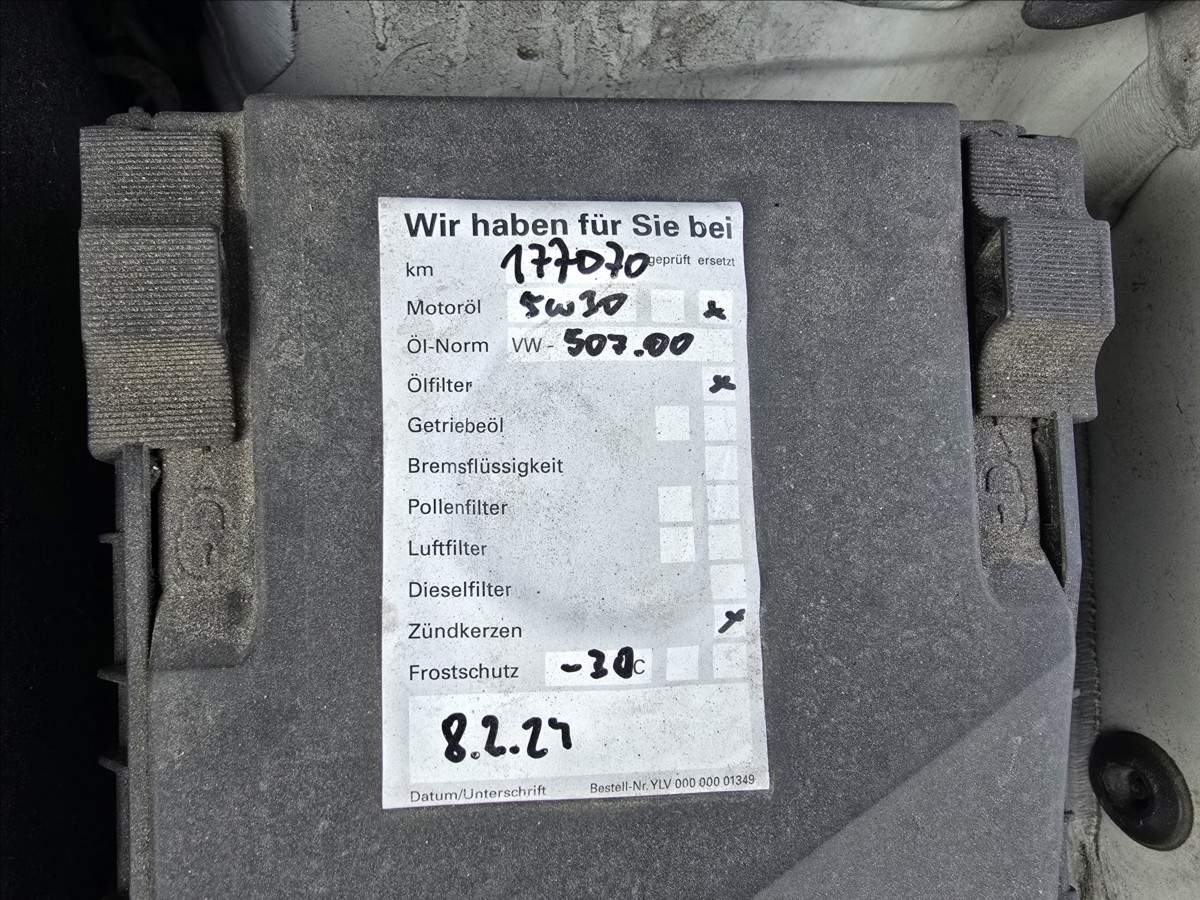 Wir haben für Sie bei
km 177070 geprüft ersetzt
Motoröl 5W30 x
Öl-Norm VW - 507.00
Ölfilter x
Getriebeöl
Bremsflüssigkeit
Pollenfilter
Luftfilter
Dieselfilter
Zündkerzen x
Frostschutz -30 C
8.2.24
Datum/Unterschrift Bestell-Nr. YLV 000 000 01349